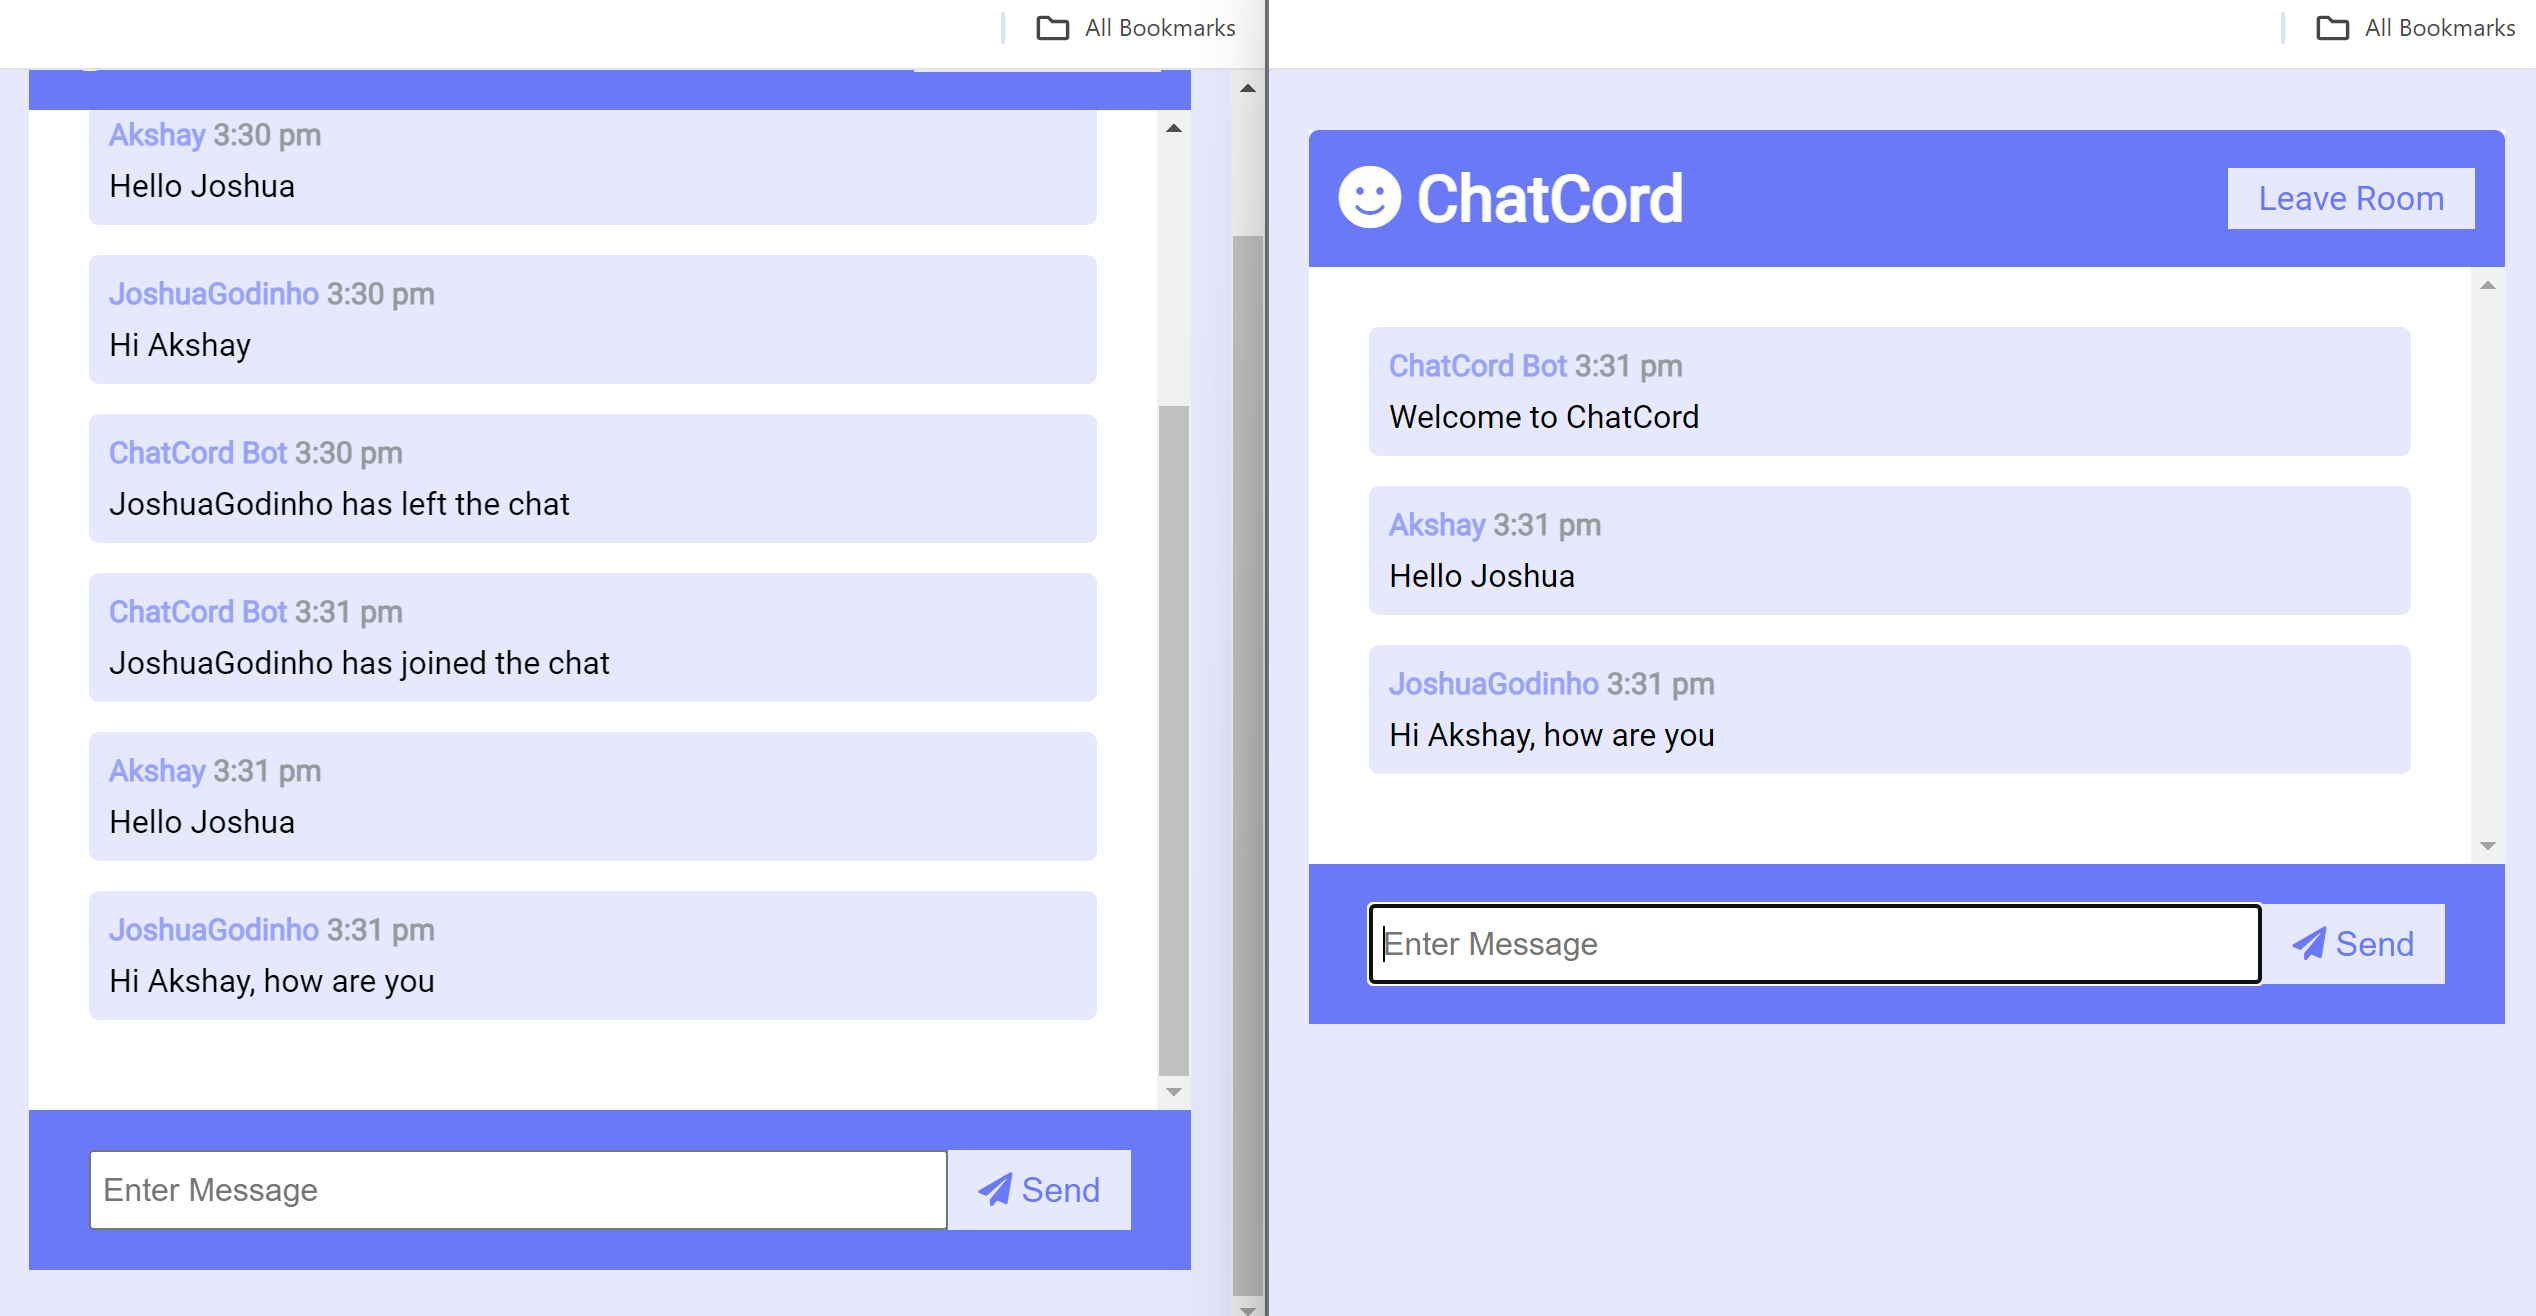 All Bookmarks
Akshay 3:30 pm
Hello Joshua
JoshuaGodinho 3:30 pm
Hi Akshay
ChatCord Bot 3:30 pm
JoshuaGodinho has left the chat
ChatCord Bot 3:31 pm
JoshuaGodinho has joined the chat
Akshay 3:31 pm
Hello Joshua
JoshuaGodinho 3:31 pm
Hi Akshay, how are you
Enter Message
Send
All Bookmarks
ChatCord
Leave Room
ChatCord Bot 3:31 pm
Welcome to ChatCord
Akshay 3:31 pm
Hello Joshua
JoshuaGodinho 3:31 pm
Hi Akshay, how are you
Enter Message
Send